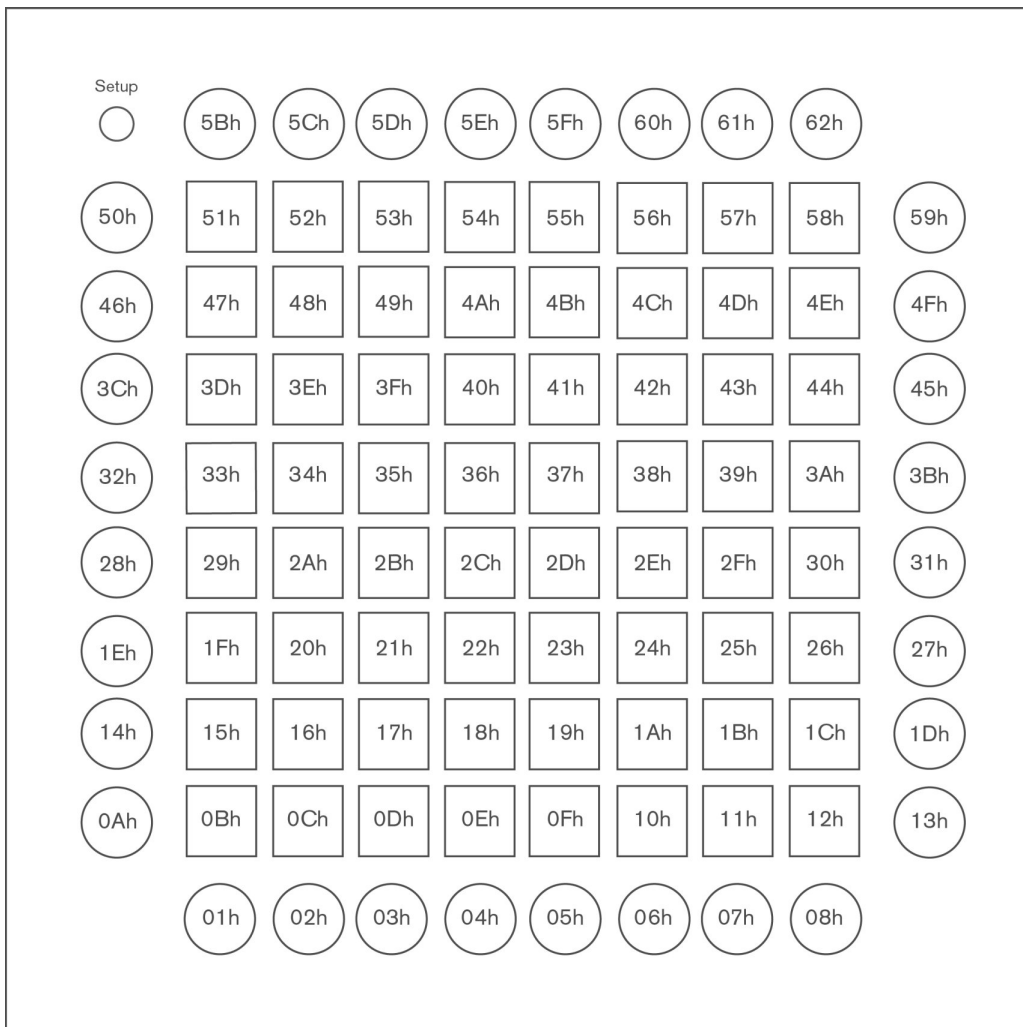 Setup
5Bh 5Ch 5Dh 5Eh 5Fh 60h 61h 62h
50h 51h 52h 53h 54h 55h 56h 57h 58h 59h
46h 47h 48h 49h 4Ah 4Bh 4Ch 4Dh 4Eh 4Fh
3Ch 3Dh 3Eh 3Fh 40h 41h 42h 43h 44h 45h
32h 33h 34h 35h 36h 37h 38h 39h 3Ah 3Bh
28h 29h 2Ah 2Bh 2Ch 2Dh 2Eh 2Fh 30h 31h
1Eh 1Fh 20h 21h 22h 23h 24h 25h 26h 27h
14h 15h 16h 17h 18h 19h 1Ah 1Bh 1Ch 1Dh
0Ah 0Bh 0Ch 0Dh 0Eh 0Fh 10h 11h 12h 13h
01h 02h 03h 04h 05h 06h 07h 08h